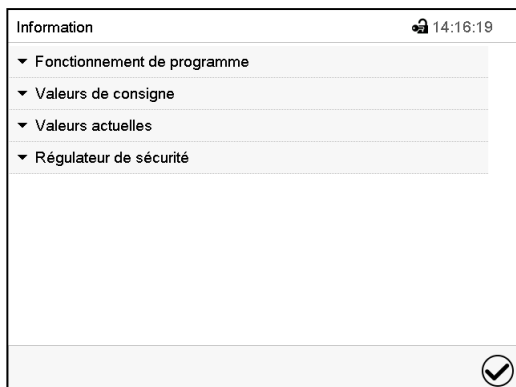 Information 14:16:19
Fonctionnement de programme
Valeurs de consigne
Valeurs actuelles
Régulateur de sécurité